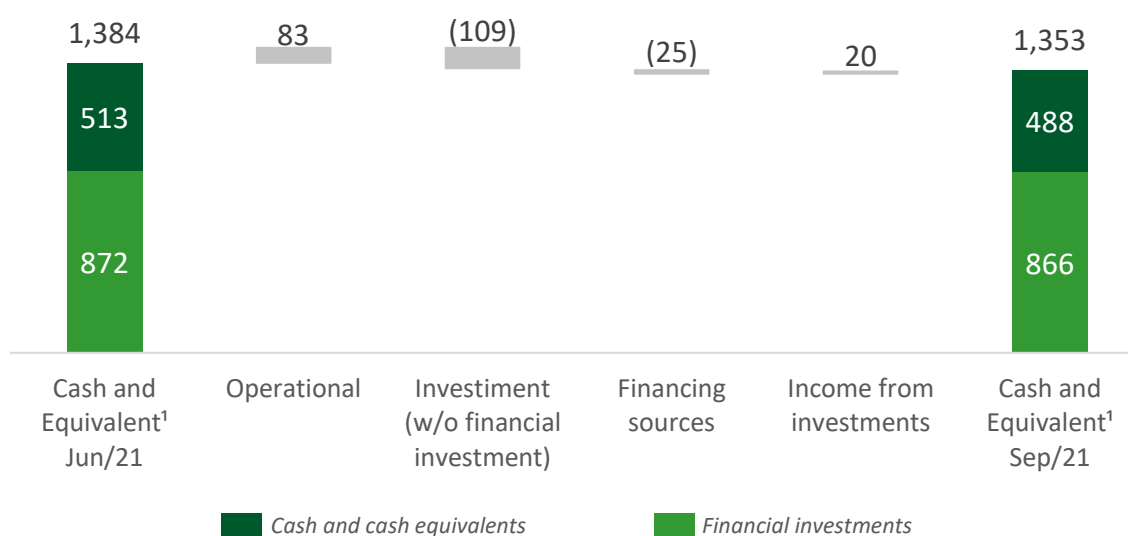 1,384
83
(109)
(25)
20
1,353
513
488
872
866
Cash and
Equivalent¹
Jun/21
Operational
Investiment
(w/o financial
investment)
Financing
sources
Income from
investments
Cash and
Equivalent¹
Sep/21
Cash and cash equivalents
Financial investments